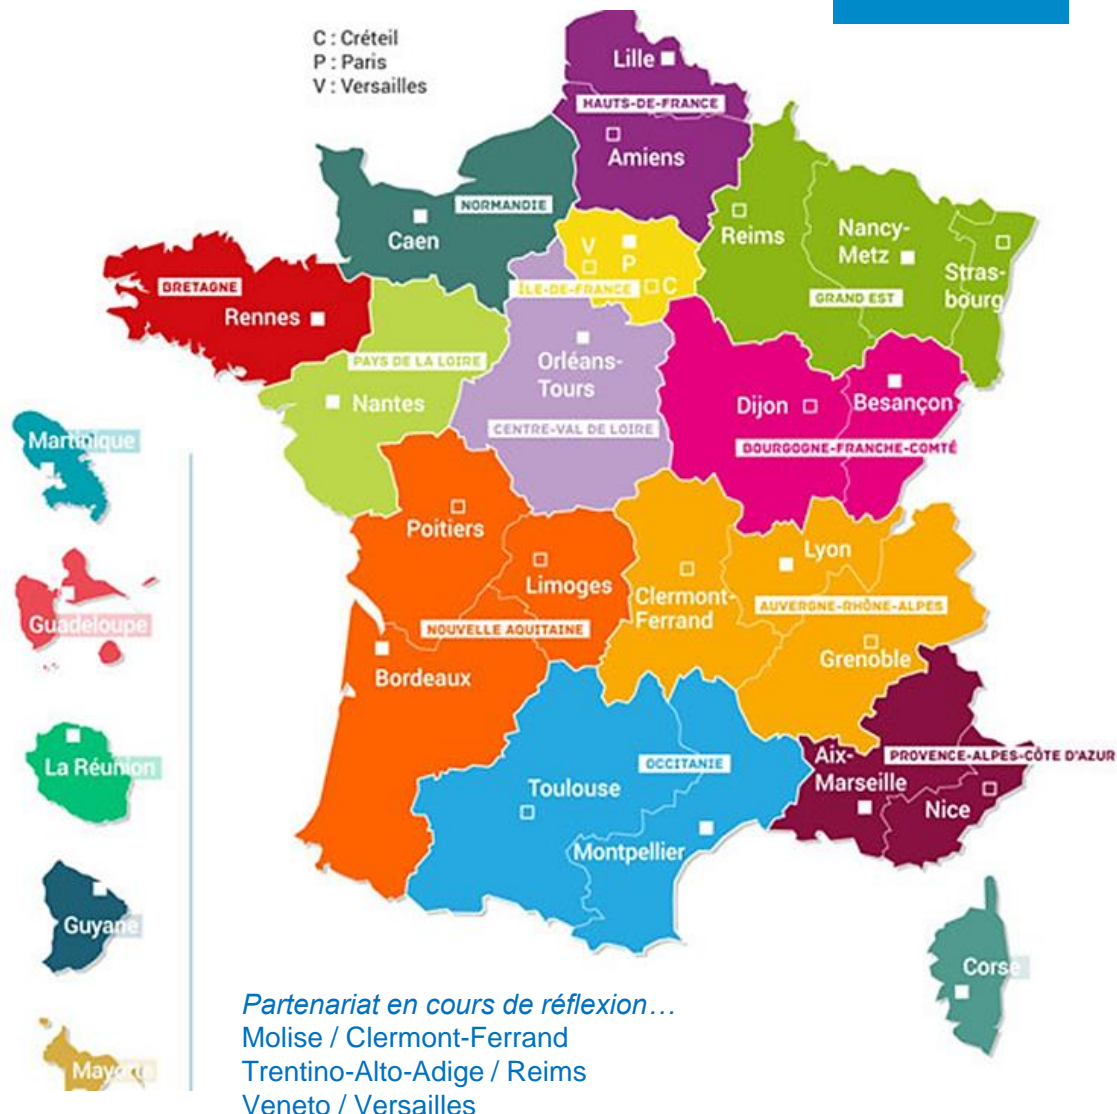 C : Créteil
P : Paris
V : Versailles
Lille
HAUTS-DE-FRANCE
Amiens
NORMANDIE
Caen
Reims
Nancy-
Metz
Stras-
bourg
GRAND EST
V
P
ÎLE-DE-FRANCE
C
BRETAGNE
Rennes
PAYS DE LA LOIRE
Nantes
Orléans-
Tours
CENTRE-VAL DE LOIRE
Dijon
Besançon
BOURGOGNE-FRANCHE-COMTÉ
Martinique
Guadeloupe
La Réunion
Guyane
Mayotte
Poitiers
Limoges
NOUVELLE AQUITAINE
Bordeaux
Clermont-
Ferrand
Lyon
AUVERGNE-RHÔNE-ALPES
Grenoble
OCCITANIE
Toulouse
Montpellier
Aix-
Marseille
PROVENCE-ALPES-CÔTE D'AZUR
Nice
Corse
Partenariat en cours de réflexion…
Molise / Clermont-Ferrand
Trentino-Alto-Adige / Reims
Veneto / Versailles